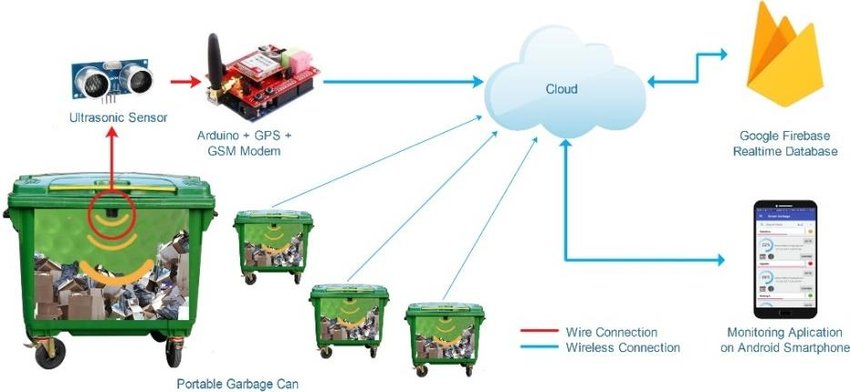 Ultrasonic Sensor
Arduino + GPS +
GSM Modem
Cloud
Google Firebase
Realtime Database
Wire Connection
Wireless Connection
Monitoring Aplication
on Android Smartphone
Portable Garbage Can